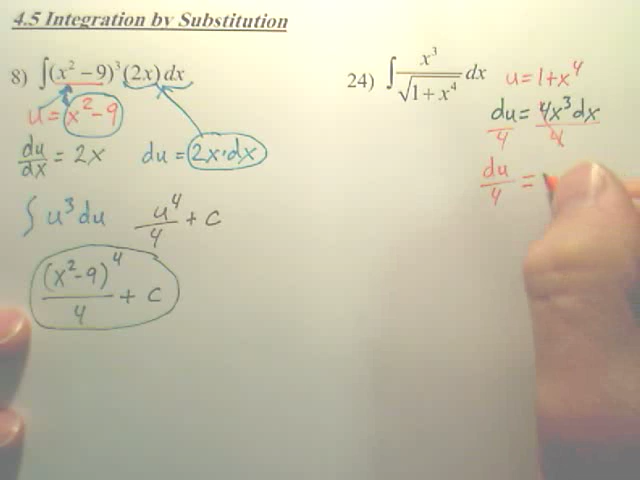 4.5 Integration by Substitution
8) ∫(x² − 9)³ (2x) dx
u = x² − 9
du/dx = 2x   du = 2x·dx
∫ u³ du   u⁴/4 + C
(x² − 9)⁴/4 + C
24) ∫ x³/√(1 + x⁴) dx   u = 1 + x⁴
du/4 = 4x³dx/4
du/4 =